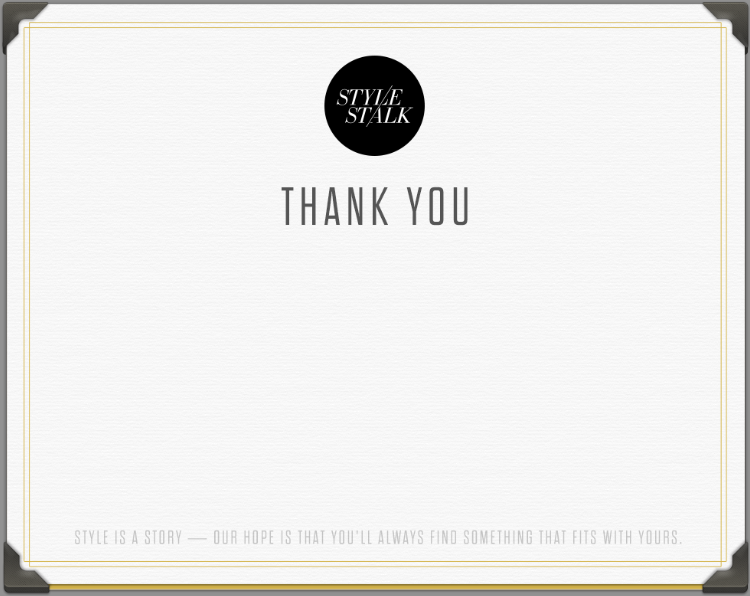 STYLE
STALK
THANK YOU
STYLE IS A STORY — OUR HOPE IS THAT YOU'LL ALWAYS FIND SOMETHING THAT FITS WITH YOURS.